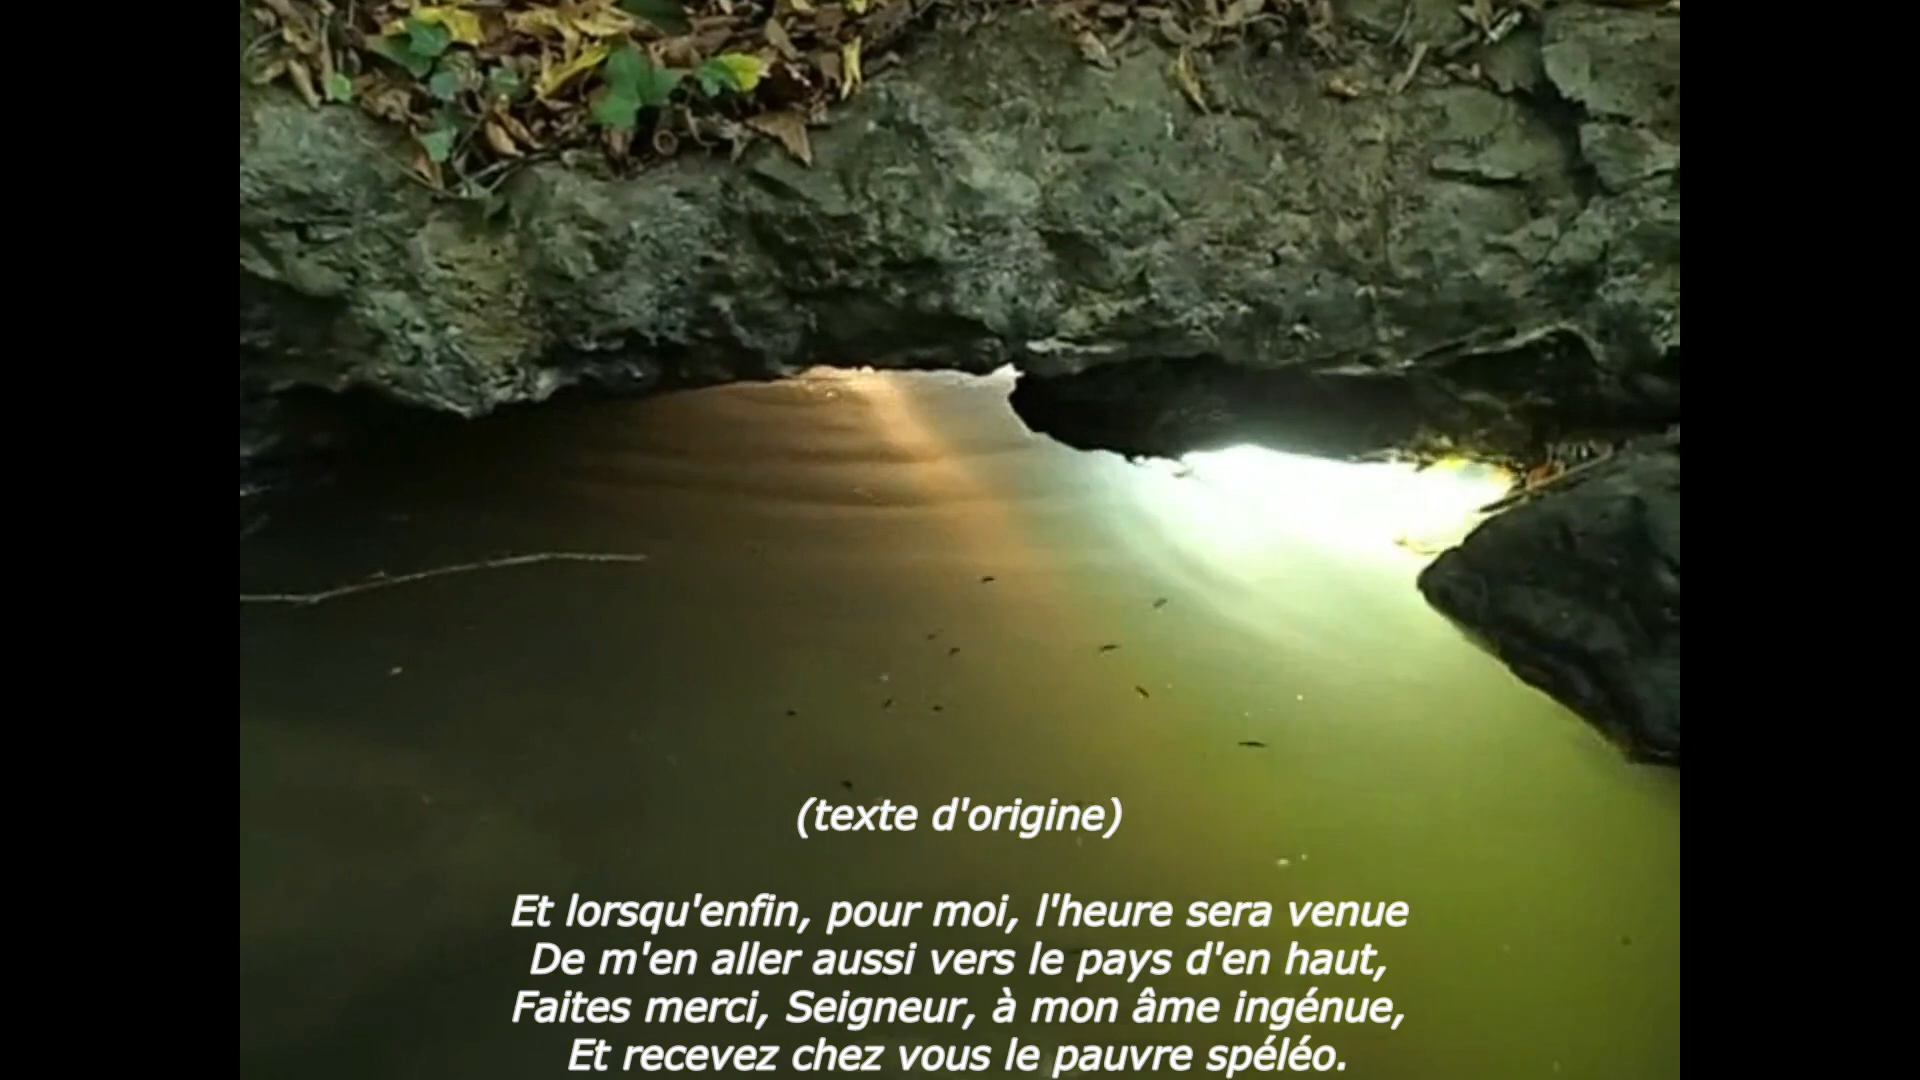 (texte d'origine)
Et lorsqu'enfin, pour moi, l'heure sera venue
De m'en aller aussi vers le pays d'en haut,
Faites merci, Seigneur, à mon âme ingénue,
Et recevez chez vous le pauvre spéléo.